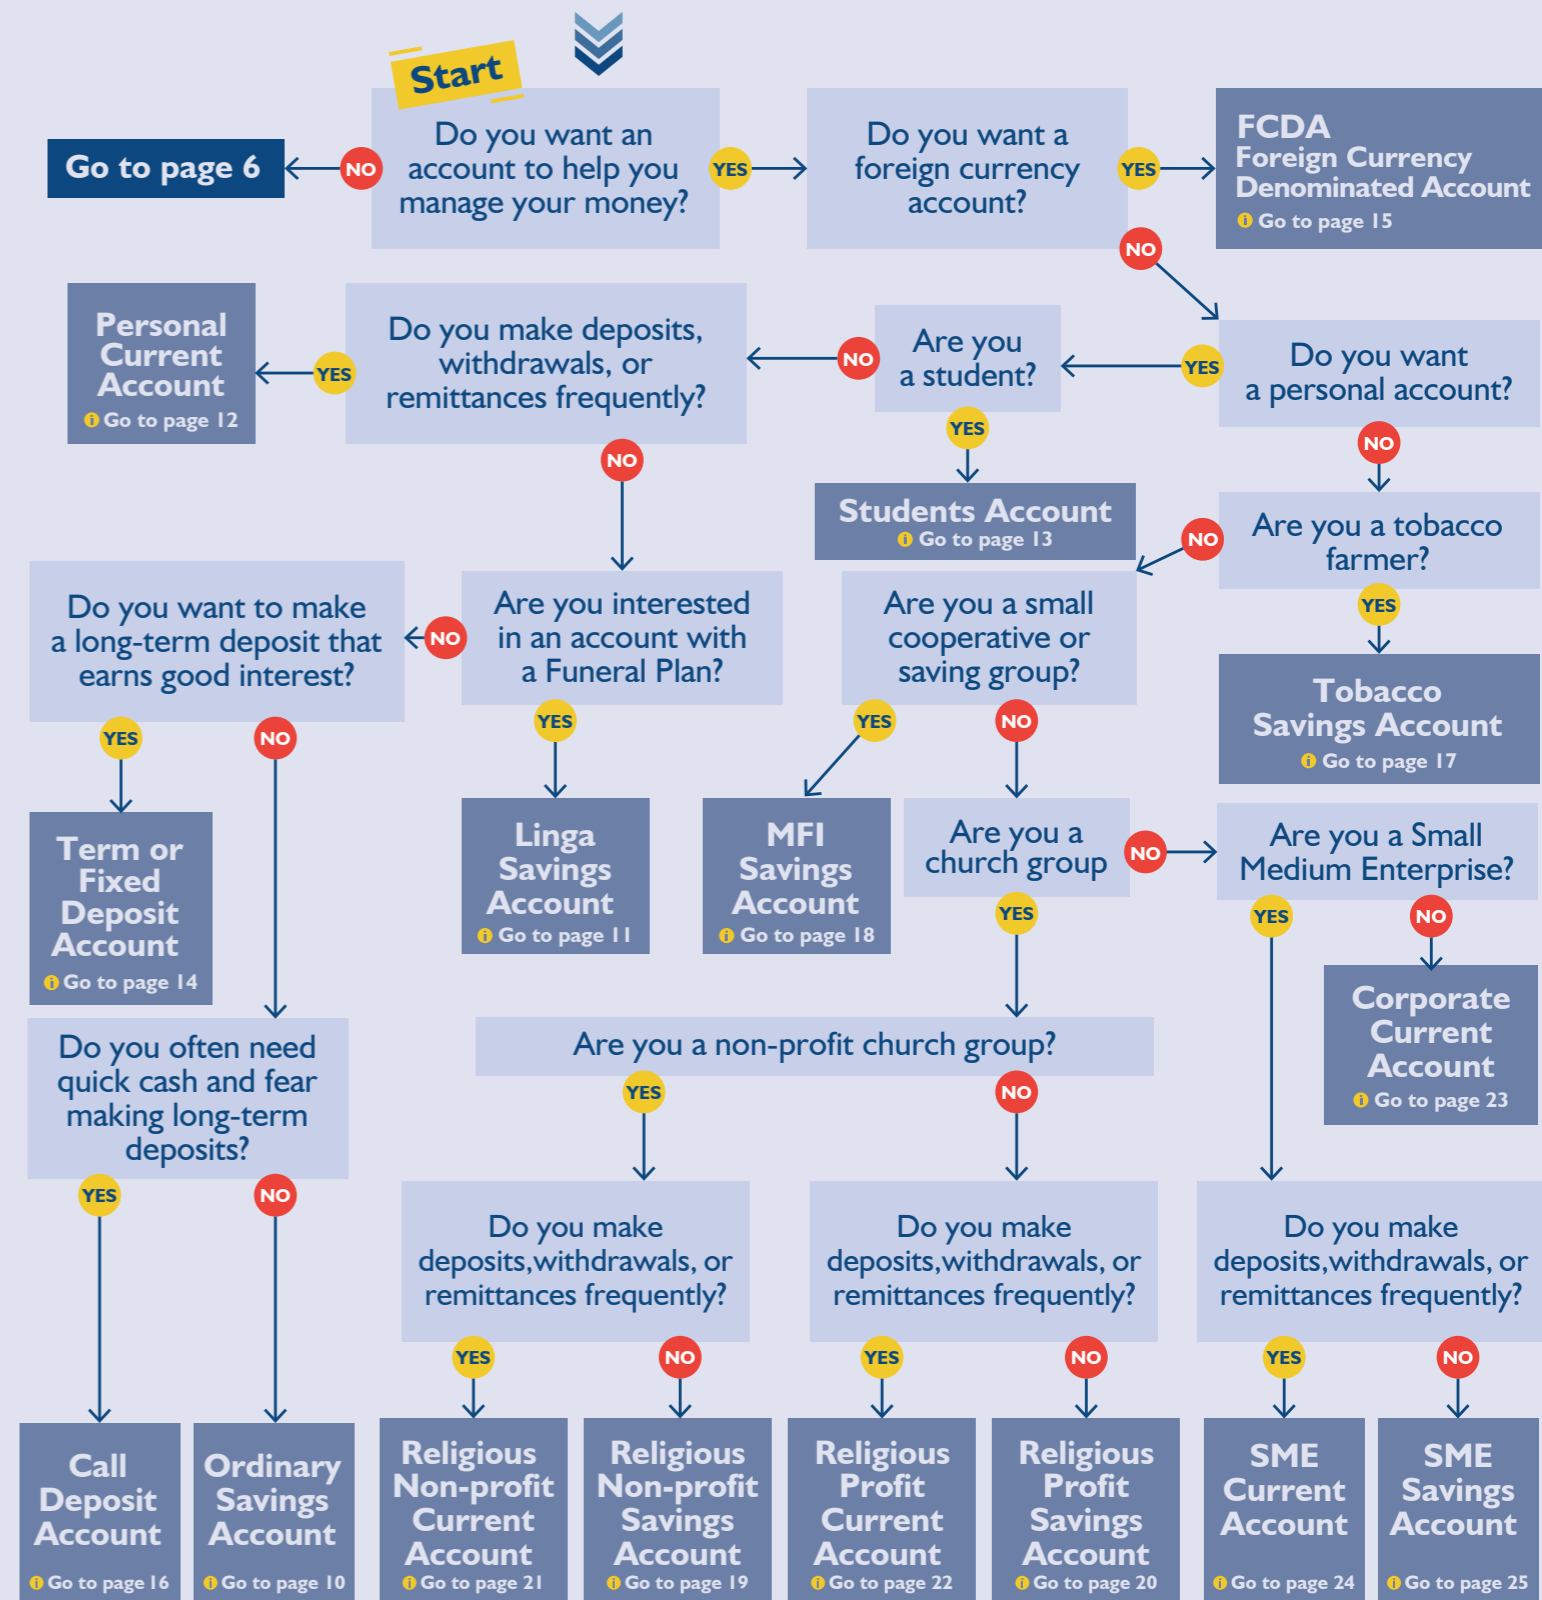 Start
Do you want an
account to help you
manage your money?
NO
Go to page 6
YES
Do you want a
foreign currency
account?
YES
FCDA
Foreign Currency
Denominated Account
i Go to page 15
NO
Do you want
a personal account?
YES
Are you
a student?
NO
Do you make deposits,
withdrawals, or
remittances frequently?
YES
Personal
Current
Account
i Go to page 12
YES
Students Account
i Go to page 13
NO
Are you a tobacco
farmer?
NO
YES
Tobacco
Savings Account
i Go to page 17
NO
Are you interested
in an account with
a Funeral Plan?
NO
Do you want to make
a long-term deposit that
earns good interest?
YES
Term or
Fixed
Deposit
Account
i Go to page 14
NO
YES
Linga
Savings
Account
i Go to page 11
Are you a small
cooperative or
saving group?
YES
MFI
Savings
Account
i Go to page 18
NO
Are you a
church group
NO
Are you a Small
Medium Enterprise?
YES
NO
Corporate
Current
Account
i Go to page 23
YES
Are you a non-profit church group?
YES
NO
Do you often need
quick cash and fear
making long-term
deposits?
YES
NO
Do you make
deposits,withdrawals, or
remittances frequently?
YES
NO
Do you make
deposits,withdrawals, or
remittances frequently?
YES
NO
Do you make
deposits,withdrawals, or
remittances frequently?
YES
NO
Call
Deposit
Account
i Go to page 16
Ordinary
Savings
Account
i Go to page 10
Religious
Non-profit
Current
Account
i Go to page 21
Religious
Non-profit
Savings
Account
i Go to page 19
Religious
Profit
Current
Account
i Go to page 22
Religious
Profit
Savings
Account
i Go to page 20
SME
Current
Account
i Go to page 24
SME
Savings
Account
i Go to page 25